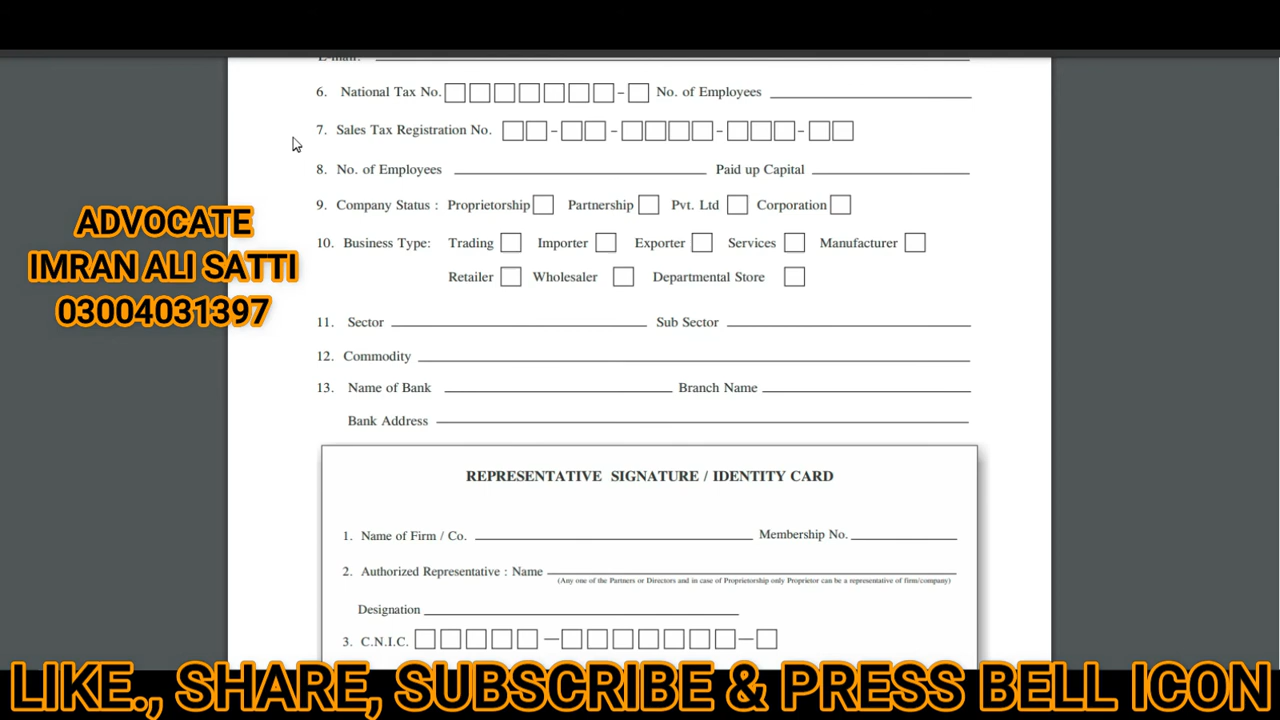 E-mail:
6. National Tax No. – No. of Employees
7. Sales Tax Registration No. – – – –
8. No. of Employees Paid up Capital
9. Company Status : Proprietorship Partnership Pvt. Ltd Corporation
10. Business Type: Trading Importer Exporter Services Manufacturer
Retailer Wholesaler Departmental Store
11. Sector Sub Sector
12. Commodity
13. Name of Bank Branch Name
Bank Address
REPRESENTATIVE SIGNATURE / IDENTITY CARD
1. Name of Firm / Co. Membership No.
2. Authorized Representative : Name
(Any one of the Partners or Directors and in case of Proprietorship only Proprietor can be a representative of firm/company)
Designation
3. C.N.I.C. — —
ADVOCATE
IMRAN ALI SATTI
03004031397
LIKE., SHARE, SUBSCRIBE & PRESS BELL ICON